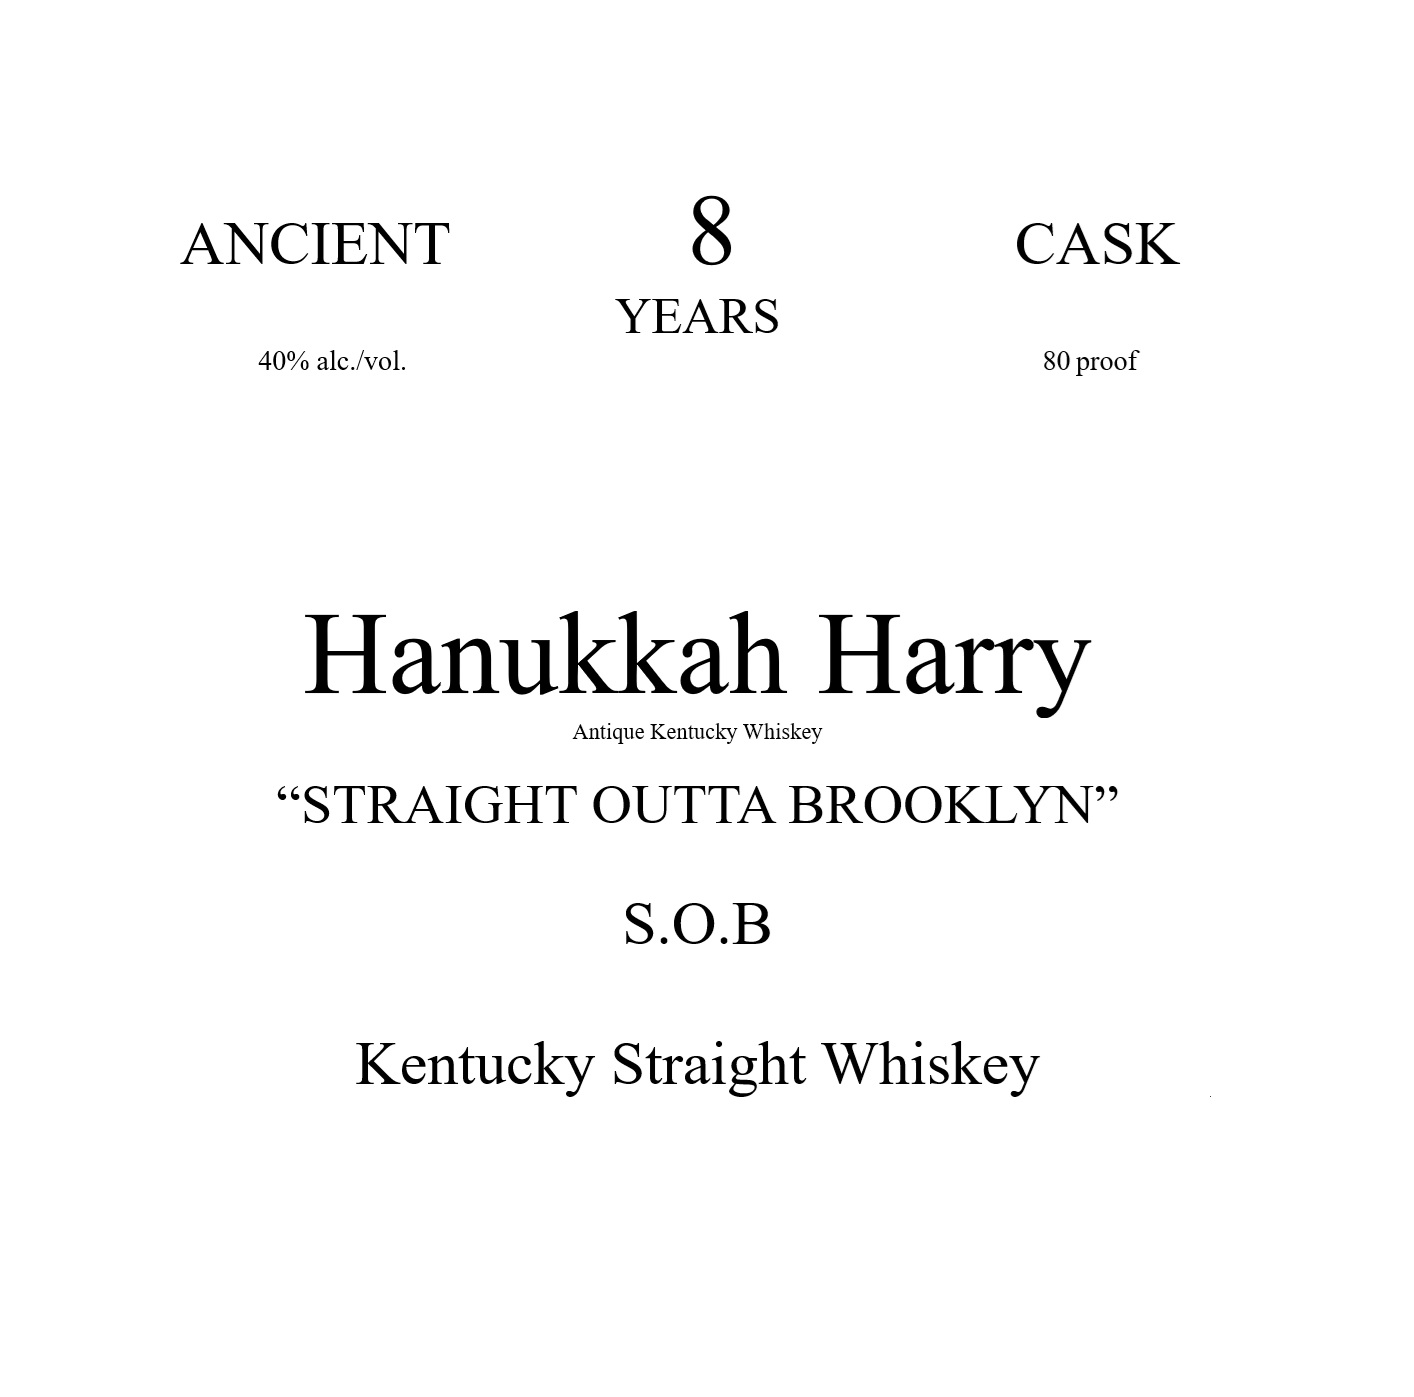 ANCIENT 8 CASK
YEARS
40% alc./vol. 80 proof
Hanukkah Harry
Antique Kentucky Whiskey
“STRAIGHT OUTTA BROOKLYN”
S.O.B
Kentucky Straight Whiskey